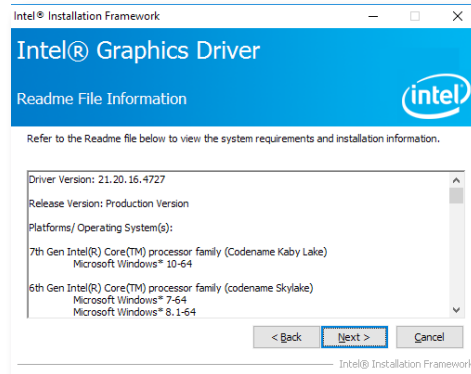 Intel® Installation Framework
Intel® Graphics Driver
Readme File Information
intel
Refer to the Readme file below to view the system requirements and installation information.
Driver Version: 21.20.16.4727
Release Version: Production Version
Platforms/ Operating System(s):
7th Gen Intel(R) Core(TM) processor family (Codename Kaby Lake)
Microsoft Windows* 10-64
6th Gen Intel(R) Core(TM) processor family (codename Skylake)
Microsoft Windows* 7-64
Microsoft Windows* 8.1-64
< Back Next > Cancel
Intel® Installation Framework